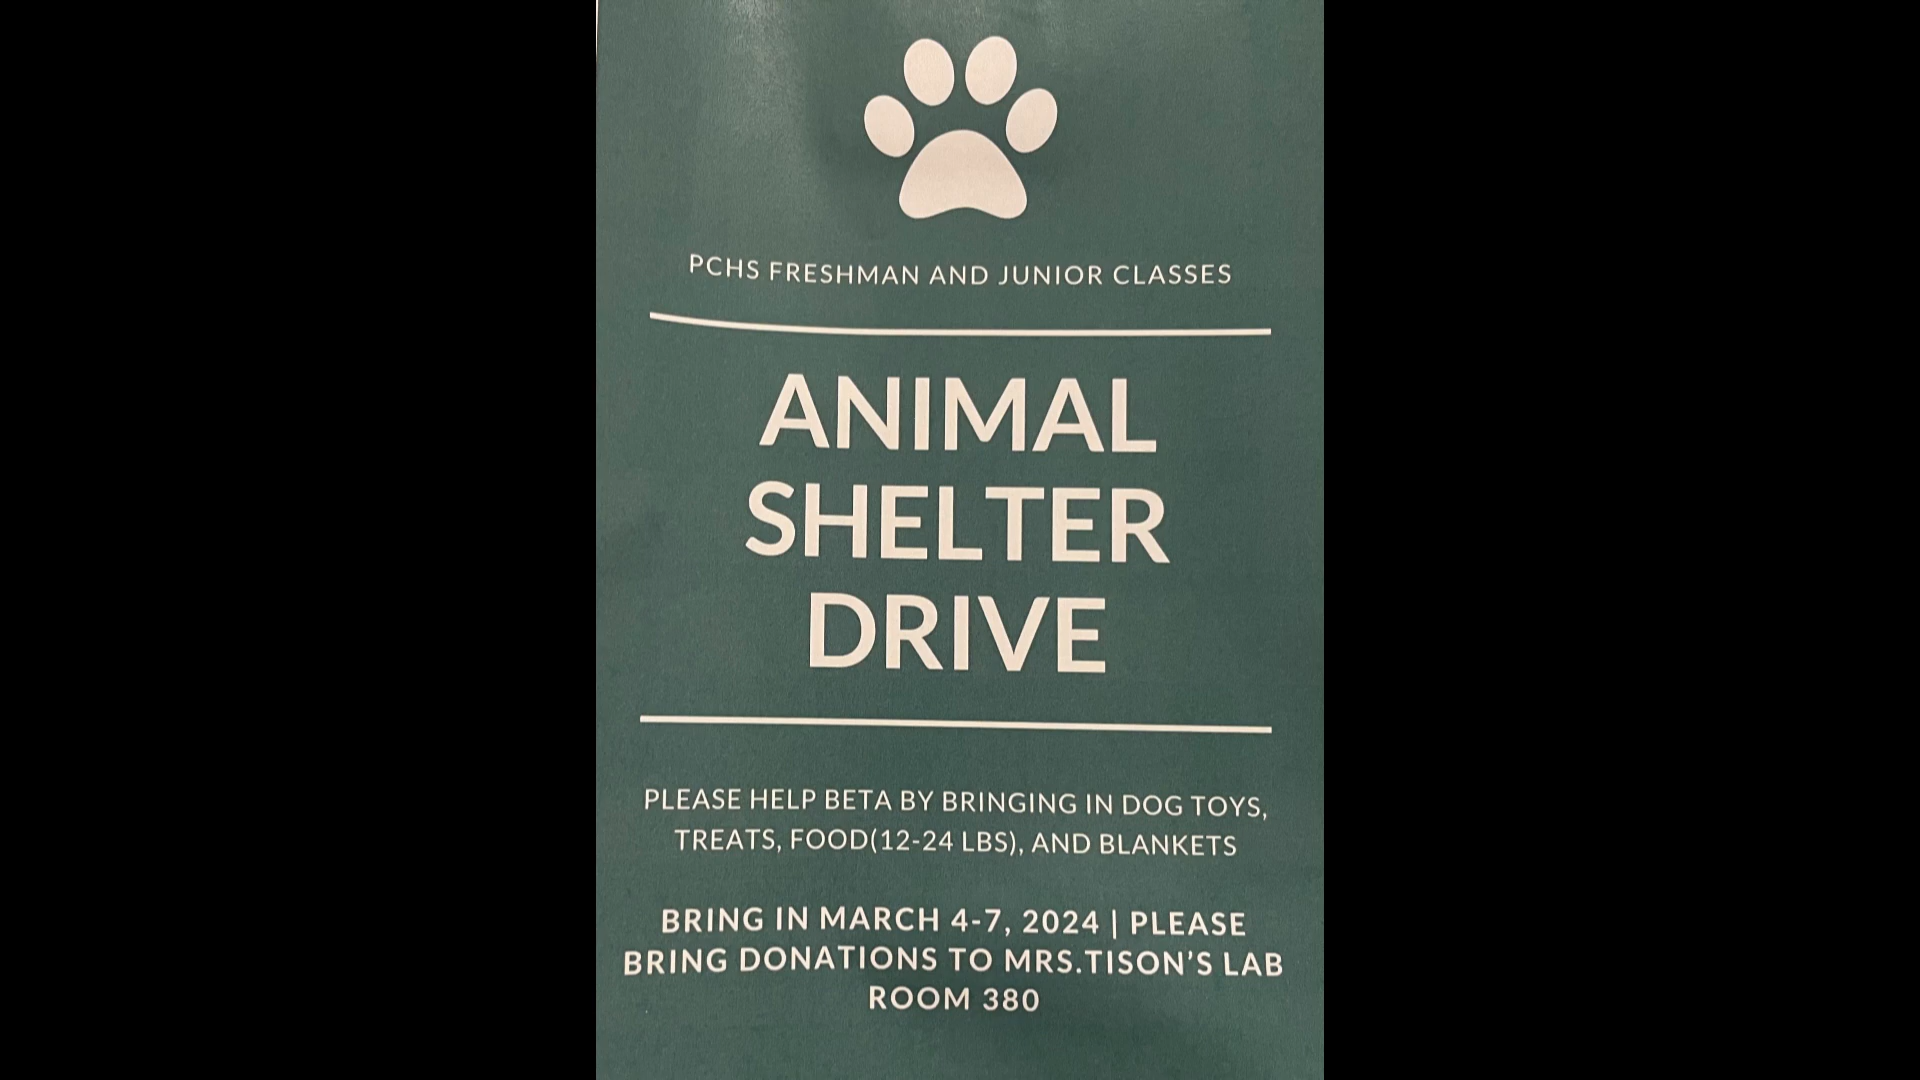 PCHS FRESHMAN AND JUNIOR CLASSES
ANIMAL
SHELTER
DRIVE
PLEASE HELP BETA BY BRINGING IN DOG TOYS,
TREATS, FOOD(12-24 LBS), AND BLANKETS
BRING IN MARCH 4-7, 2024 | PLEASE
BRING DONATIONS TO MRS.TISON'S LAB
ROOM 380